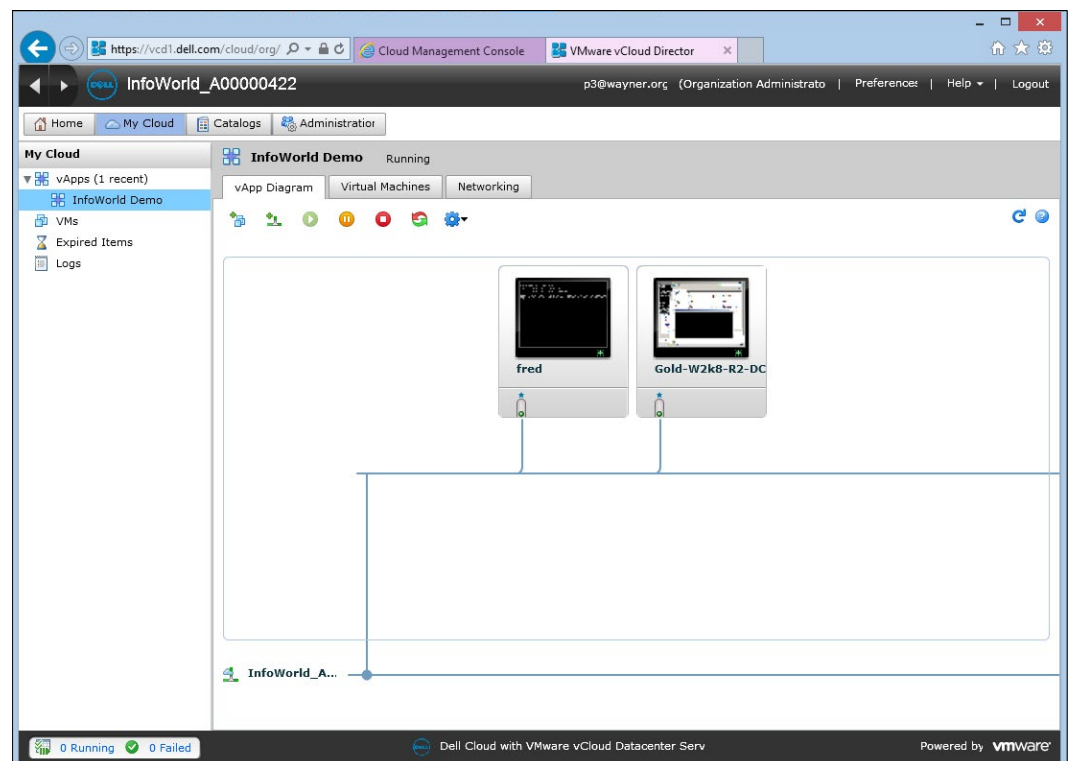 https://vcd1.dell.com/cloud/org/ Cloud Management Console VMware vCloud Director
DELL InfoWorld_A00000422 p3@wayner.org (Organization Administrato | Preferences | Help | Logout
Home My Cloud Catalogs Administration
My Cloud
InfoWorld Demo Running
vApps (1 recent)
vApp Diagram Virtual Machines Networking
InfoWorld Demo
VMs
Expired Items
Logs
fred Gold-W2k8-R2-DC
InfoWorld_A...
0 Running 0 Failed DELL Dell Cloud with VMware vCloud Datacenter Serv Powered by vmware